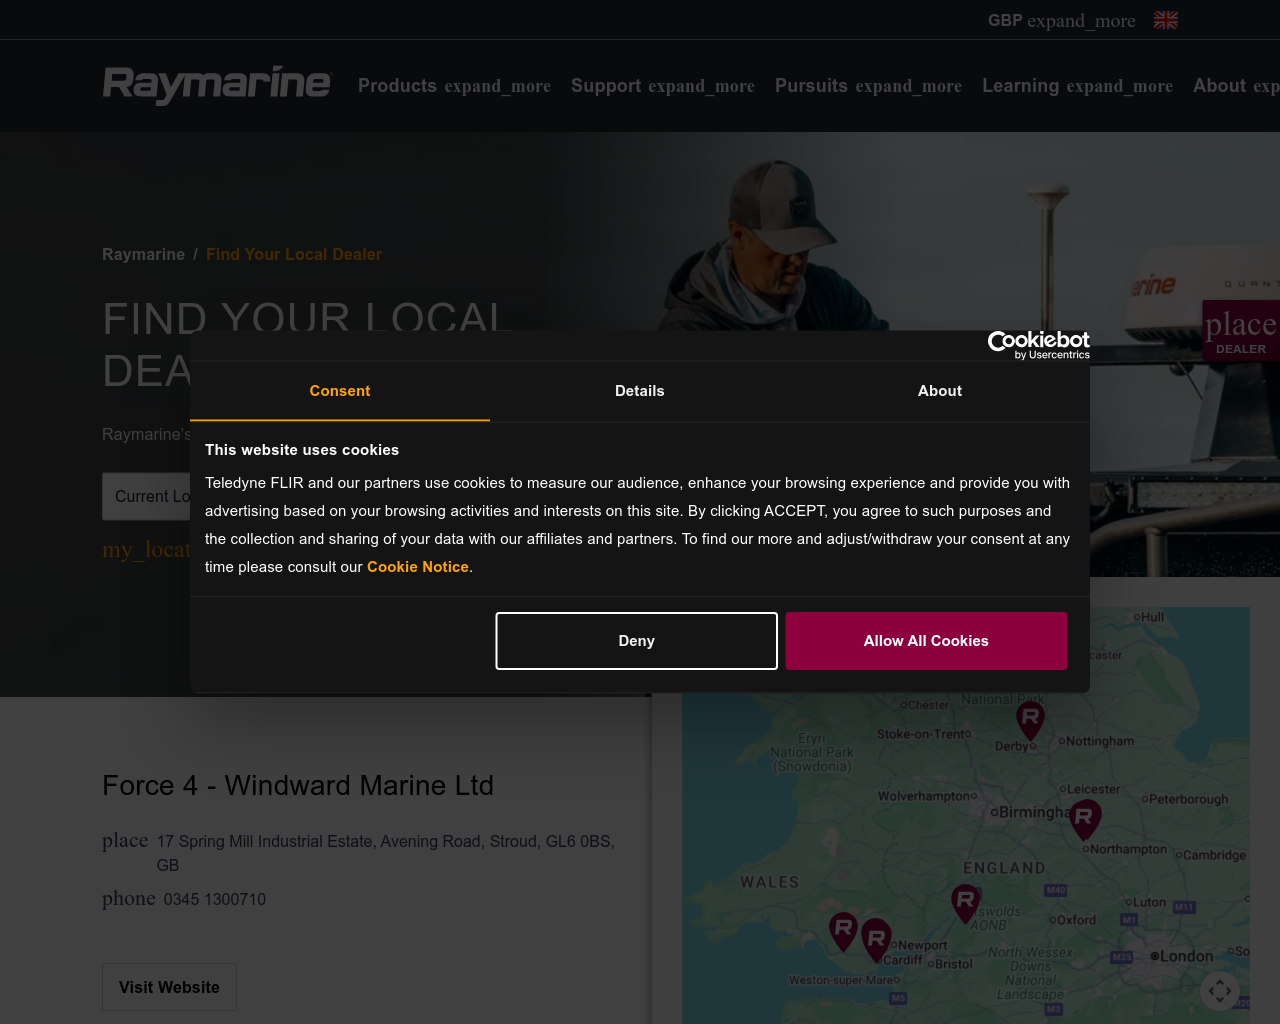 GBP expand_more
Raymarine
Products expand_more Support expand_more Pursuits expand_more Learning expand_more About exp
Raymarine / Find Your Local Dealer
FIND YOUR LOCAL
DEA
place
DEALER
Raymarine's
Current Lo
my_locat
Cookiebot
by Usercentrics
Consent Details About
This website uses cookies
Teledyne FLIR and our partners use cookies to measure our audience, enhance your browsing experience and provide you with
advertising based on your browsing activities and interests on this site. By clicking ACCEPT, you agree to such purposes and
the collection and sharing of your data with our affiliates and partners. To find our more and adjust/withdraw your consent at any
time please consult our Cookie Notice.
Deny Allow All Cookies
Force 4 - Windward Marine Ltd
place 17 Spring Mill Industrial Estate, Avening Road, Stroud, GL6 0BS,
GB
phone 0345 1300710
Visit Website
Hull
caster
National Park
Chester
Stoke-on-Trent
Eryri
National Park
(Snowdonia)
Derby
Nottingham
Leicester
Wolverhampton
Peterborough
Birmingha
Northampton
Cambridge
ENGLAND
WALES
M40
Luton
M11
swolds
AONB
Oxford
M1
Newport
Cardiff
Bristol
North Wessex
Downs
National
Landscape
M25
London
So
Weston-super-Mare
M5
M3
M20